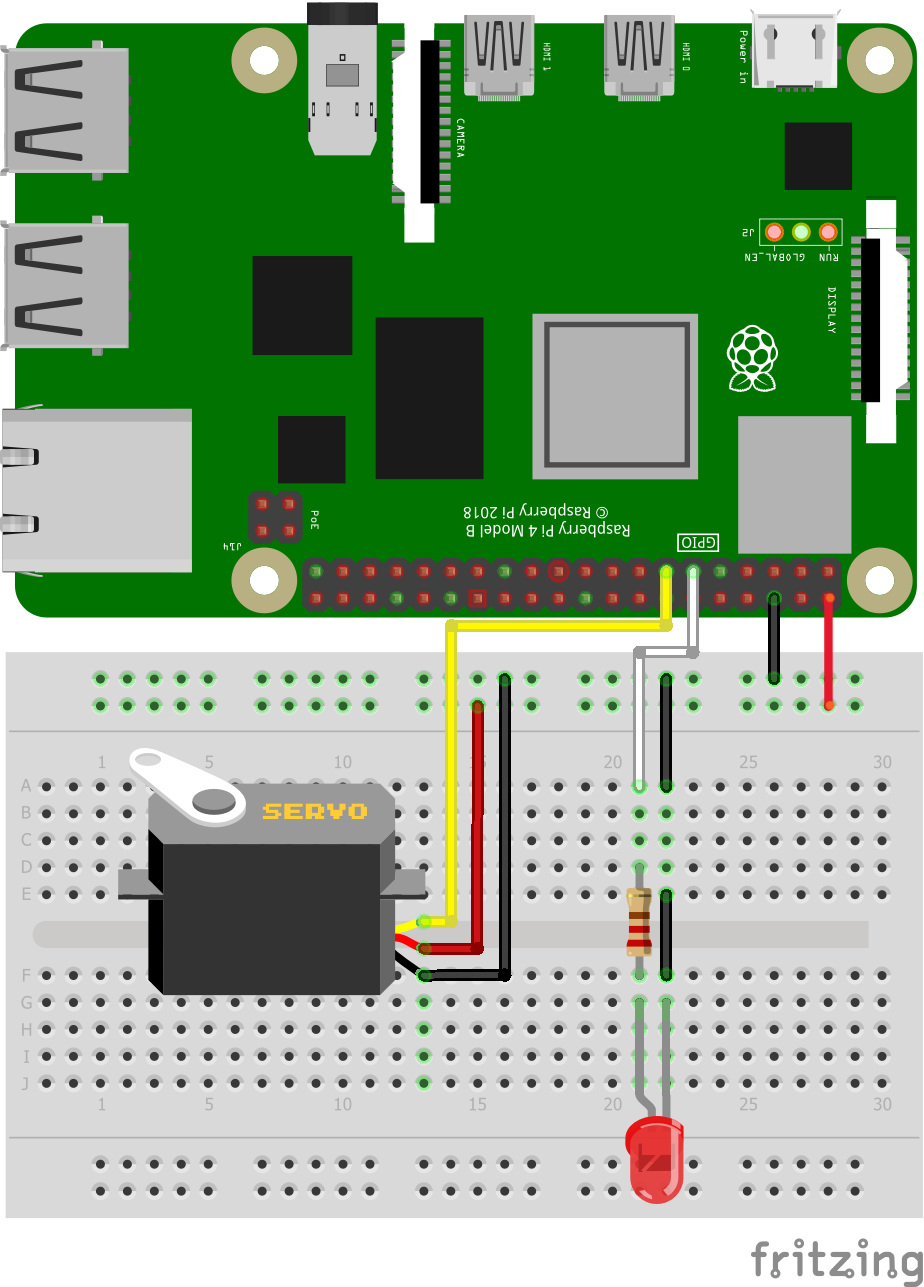 HDMI 1
HDMI 0
Power in
CAMERA
J2
GLOBAL_EN
GLOBAL
RUN
DISPLAY
PoE
J14
Raspberry Pi 4 Model B
© Raspberry Pi 2018
GPIO
1 5 10 15 20 25 30
A
B
C
D
E
SERVO
F
G
H
I
J
1 5 10 15 20 25 30
fritzing